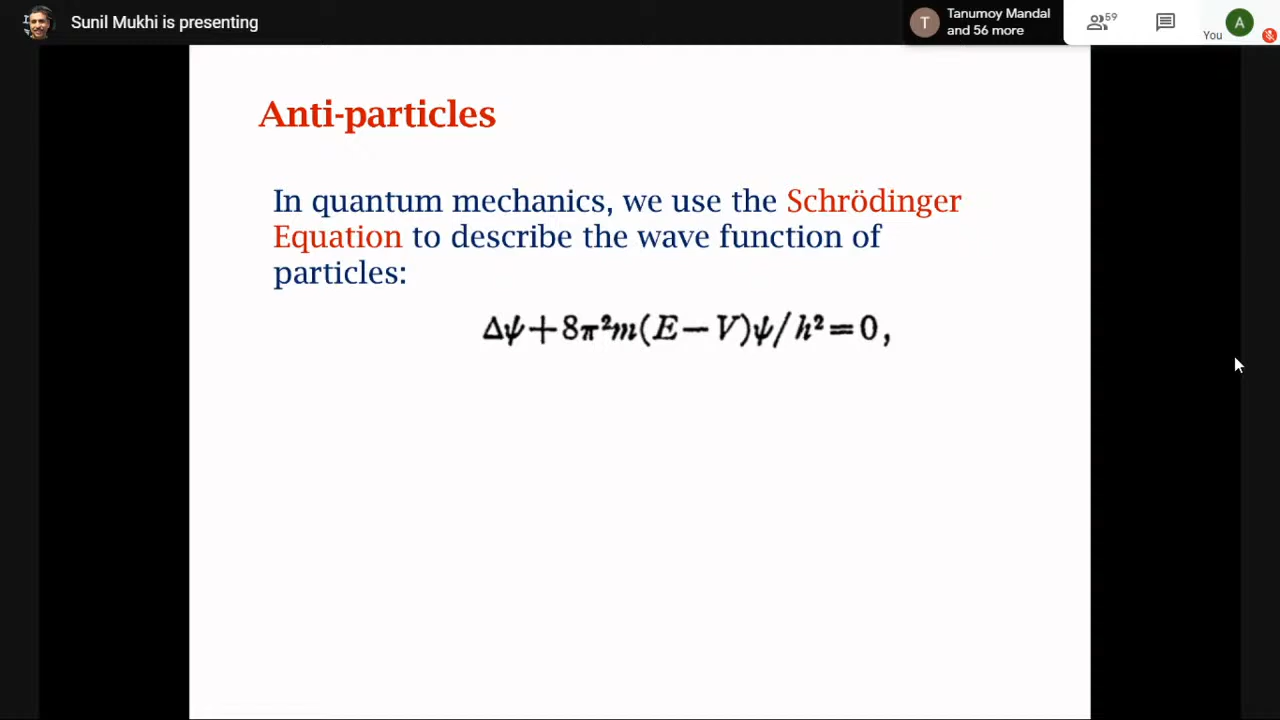 Sunil Mukhi is presenting
T
Tanumoy Mandal
and 56 more
59
You
A
Anti-particles
In quantum mechanics, we use the Schrödinger
Equation to describe the wave function of
particles:
Δψ+8π²m(E−V)ψ/h²=0,